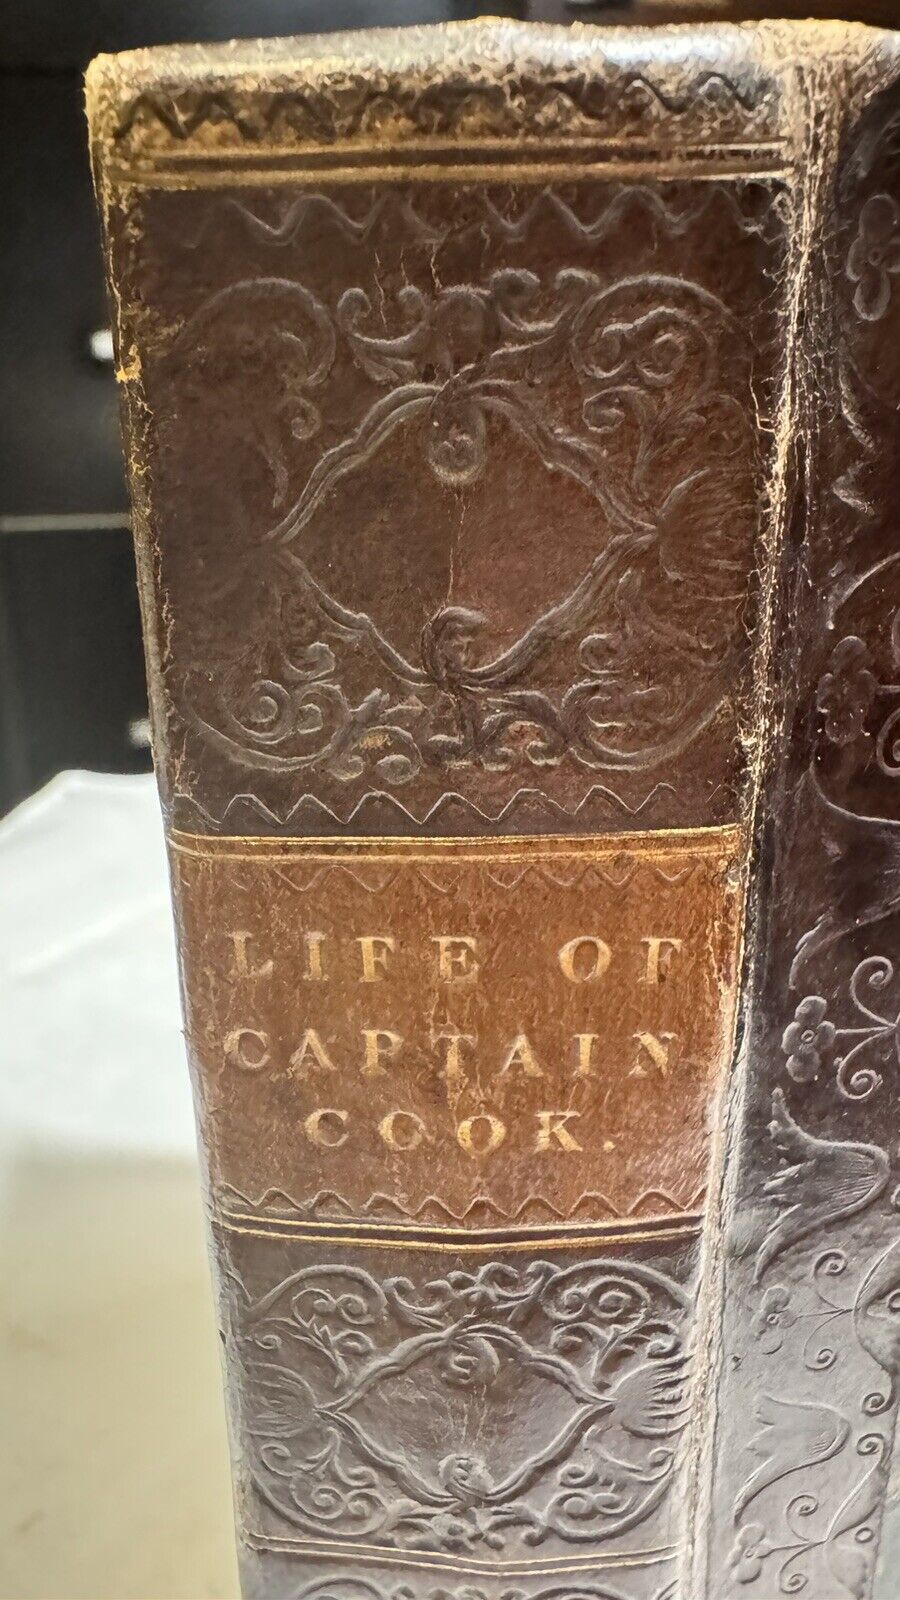 LIFE OF
CAPTAIN
COOK.